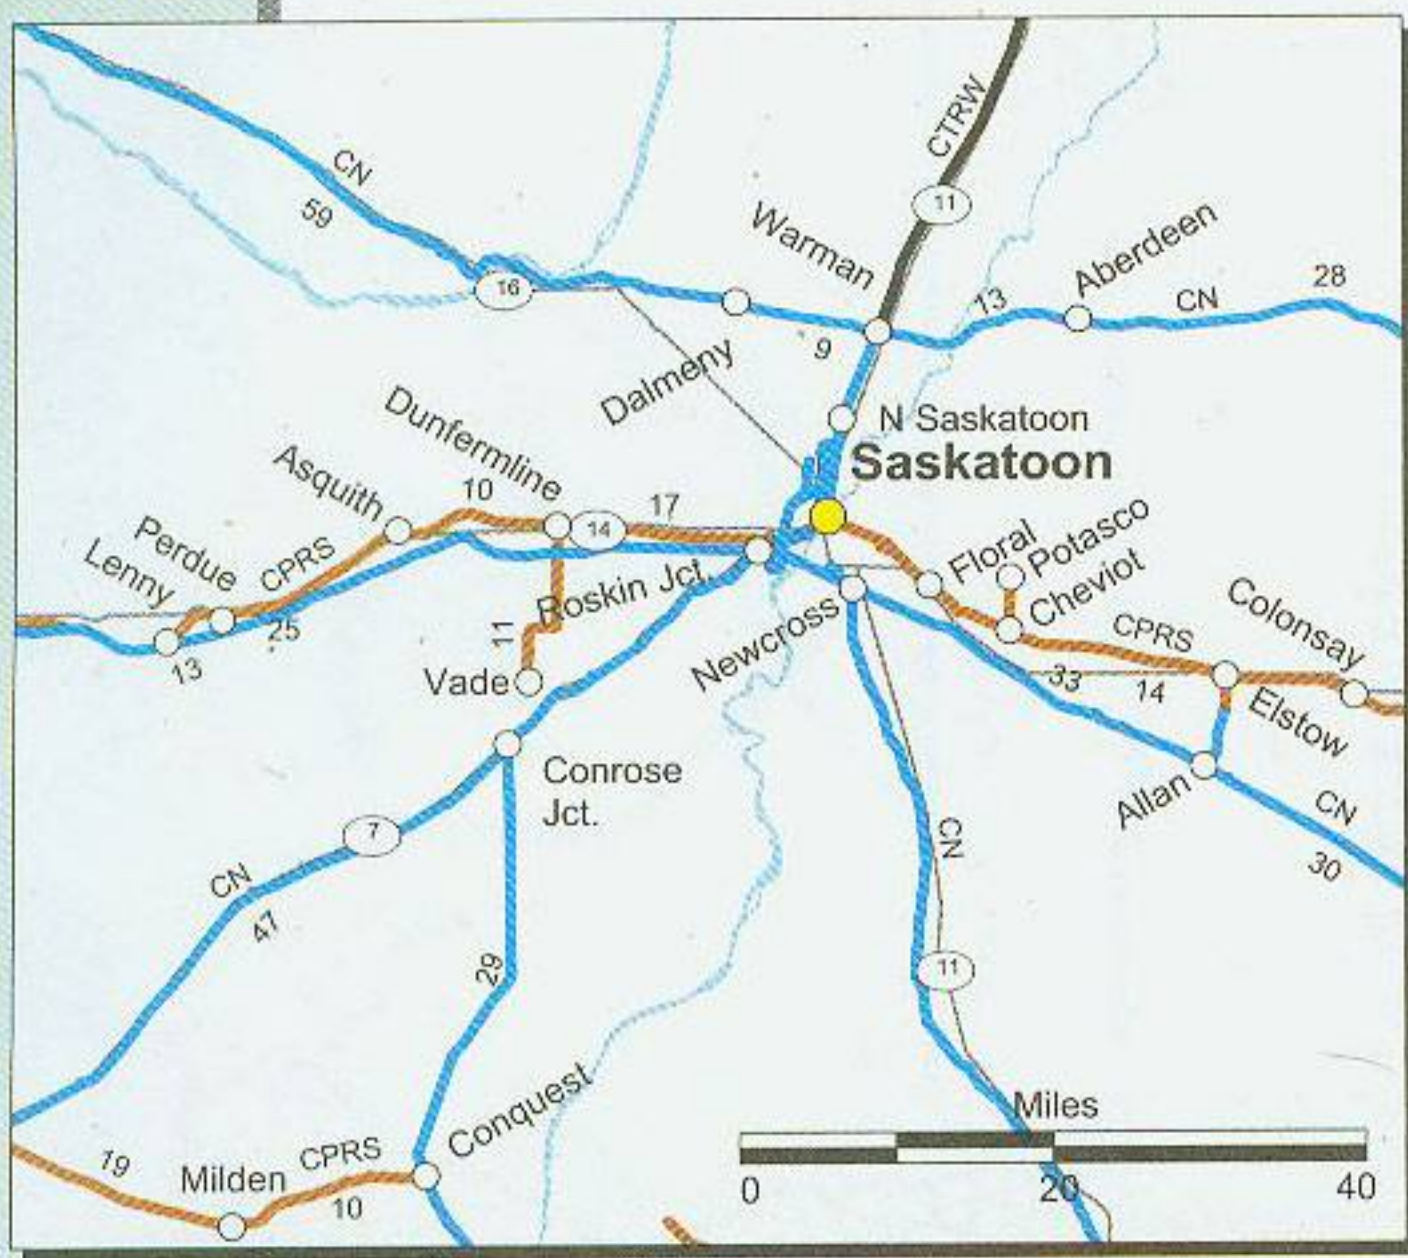 CTRW
CN
59
11
Warman
Aberdeen
28
16
13
CN
9
Dalmeny
N Saskatoon
Saskatoon
Dunfermline
Asquith
10
14
17
Perdue
Lenny
CPRS
25
13
Roskin Jct.
11
Vade
Newcross
Floral
Potasco
Cheviot
CPRS
Colonsay
33
14
Elstow
Allan
CN
30
Conrose
Jct.
7
CN
47
CN
29
11
Conquest
Miles
19
Milden
CPRS
10
0
20
40